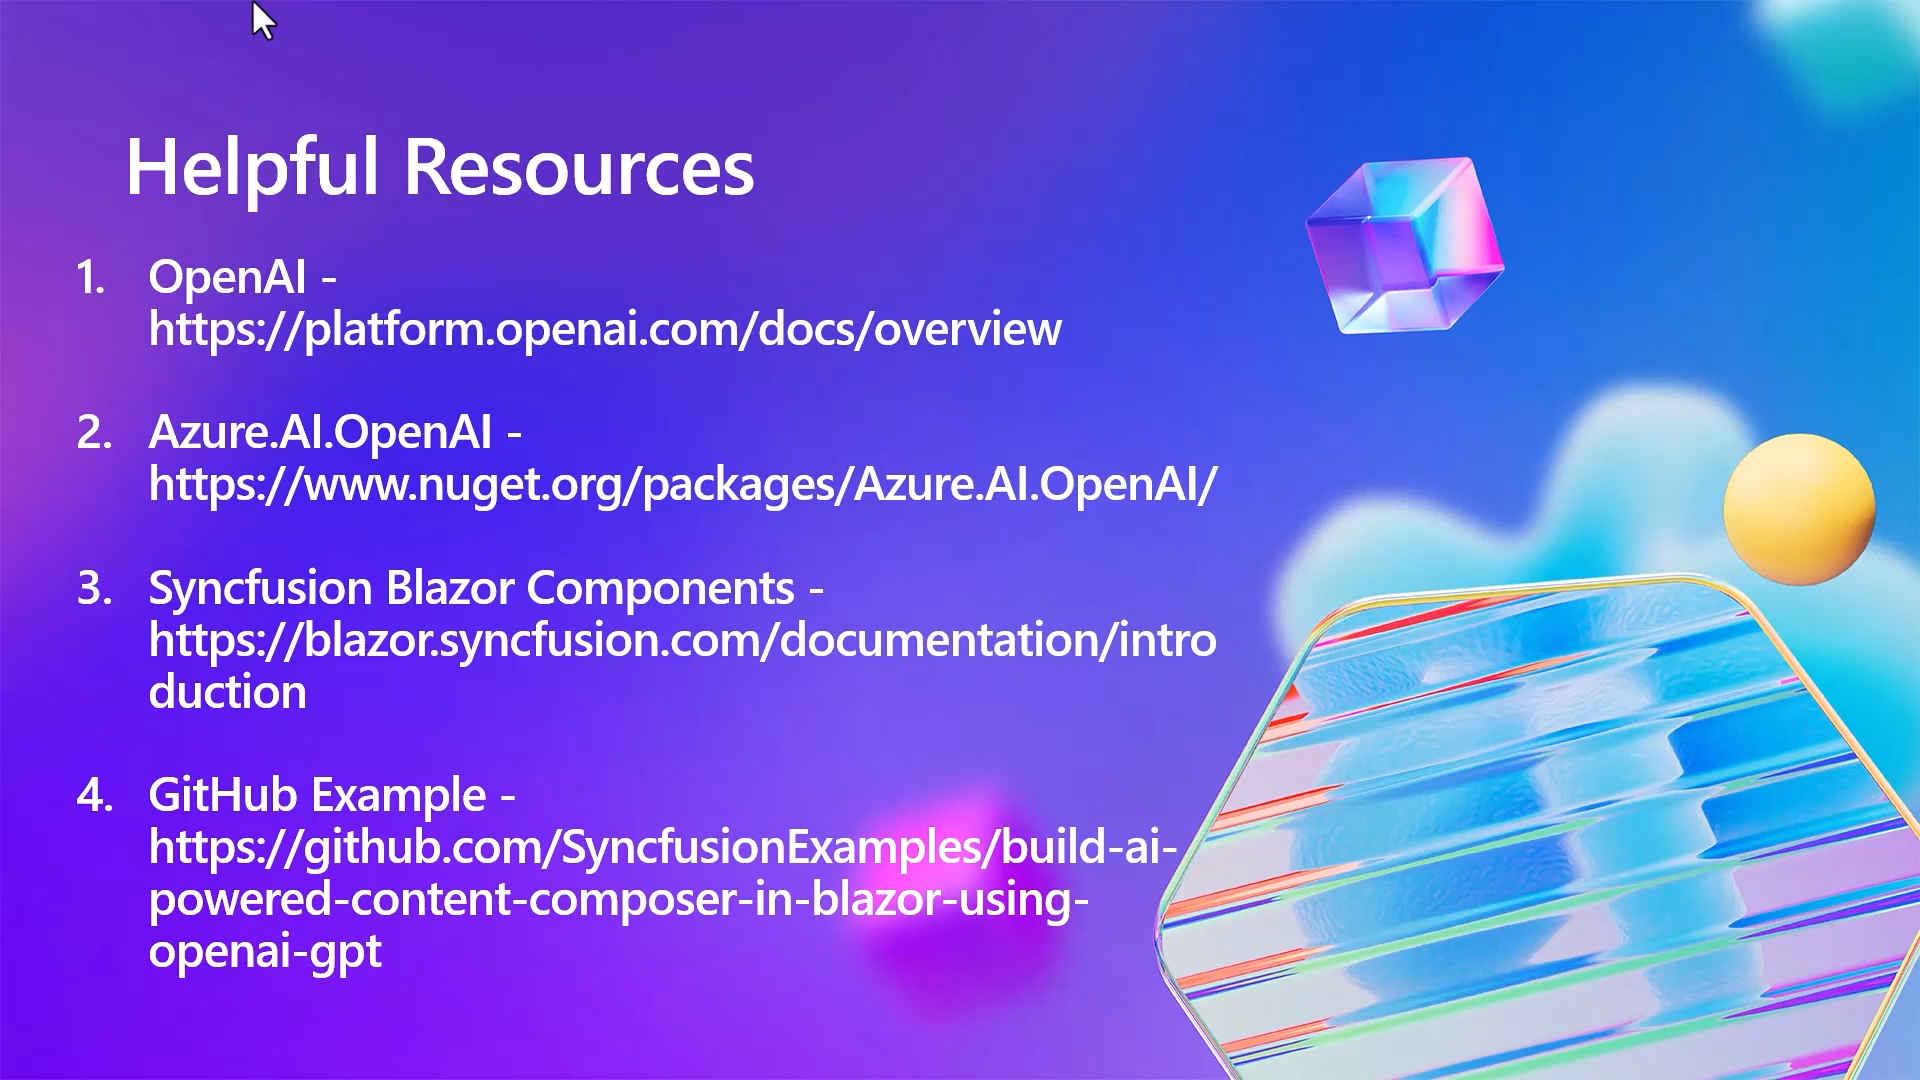 Helpful Resources
1. OpenAI -
https://platform.openai.com/docs/overview
2. Azure.AI.OpenAI -
https://www.nuget.org/packages/Azure.AI.OpenAI/
3. Syncfusion Blazor Components -
https://blazor.syncfusion.com/documentation/intro
duction
4. GitHub Example -
https://github.com/SyncfusionExamples/build-ai-
powered-content-composer-in-blazor-using-
openai-gpt